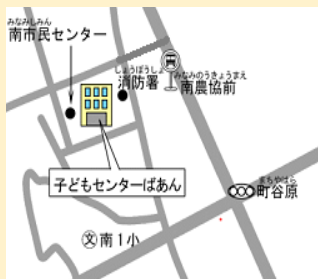 みなみしみん
南市民センター
しょうぼうしょ
消防署
みなみのうきょうまえ
南農協前
子どもセンターばあん
まちやはら
町谷原
文南1小